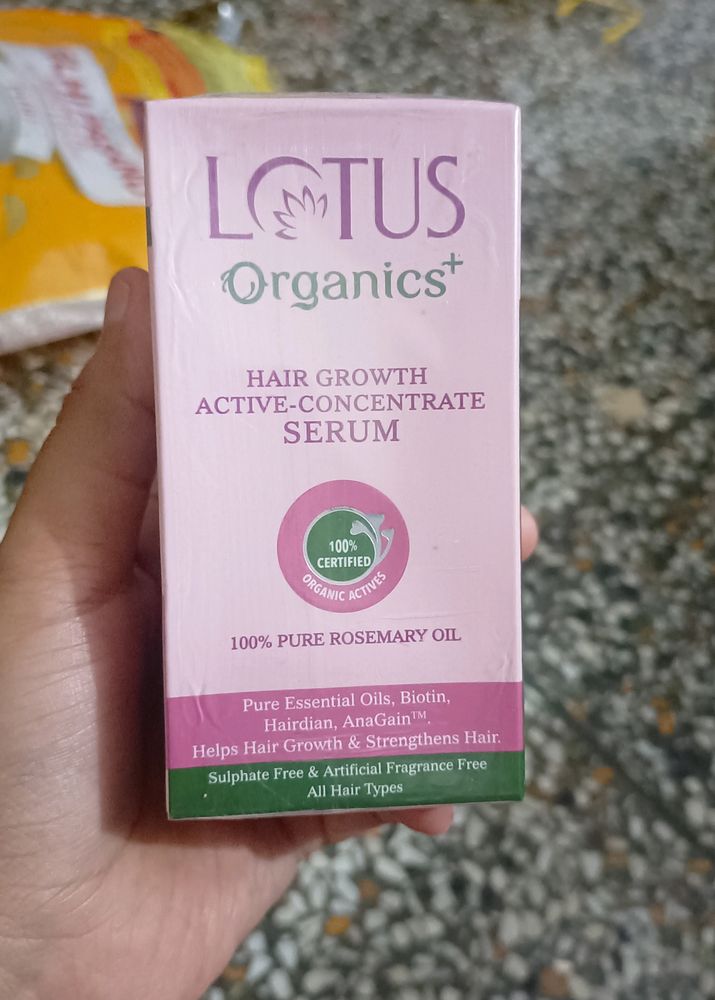 LOTUS
Organics+
HAIR GROWTH
ACTIVE-CONCENTRATE
SERUM
100%
CERTIFIED
ORGANIC ACTIVES
100% PURE ROSEMARY OIL
Pure Essential Oils, Biotin,
Hairdian, AnaGain™.
Helps Hair Growth & Strengthens Hair.
Sulphate Free & Artificial Fragrance Free
All Hair Types